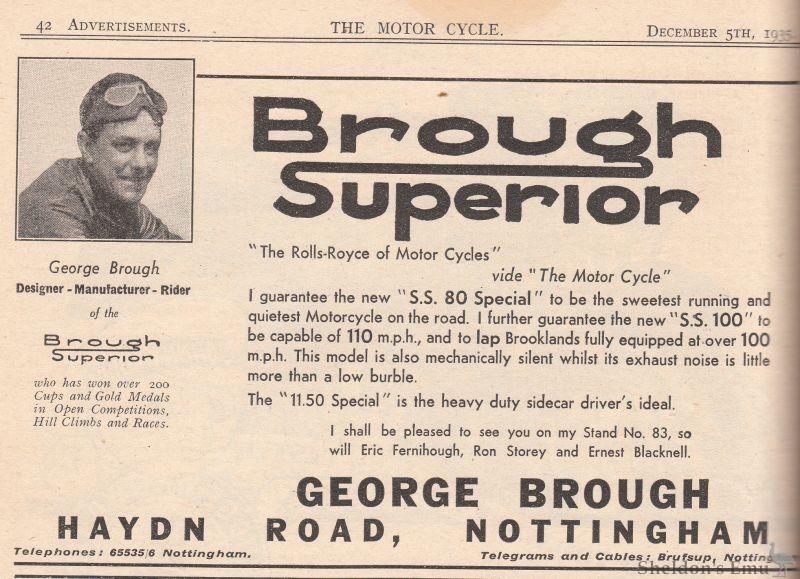 42 ADVERTISEMENTS. THE MOTOR CYCLE. DECEMBER 5TH, 1935
Brough
Superior
"The Rolls-Royce of Motor Cycles"
vide "The Motor Cycle"
George Brough
Designer - Manufacturer - Rider
of the
Brough
Superior
who has won over 200
Cups and Gold Medals
in Open Competitions,
Hill Climbs and Races.
I guarantee the new "S.S. 80 Special" to be the sweetest running and
quietest Motorcycle on the road. I further guarantee the new "S.S. 100" to
be capable of 110 m.p.h., and to lap Brooklands fully equipped at over 100
m.p.h. This model is also mechanically silent whilst its exhaust noise is little
more than a low burble.
The "11.50 Special" is the heavy duty sidecar driver's ideal.
I shall be pleased to see you on my Stand No. 83, so
will Eric Fernihough, Ron Storey and Ernest Blacknell.
GEORGE BROUGH
HAYDN ROAD, NOTTINGHAM
Telephones: 65535/6 Nottingham. Telegrams and Cables: Brufsup, Notting
Sheldon's Emu